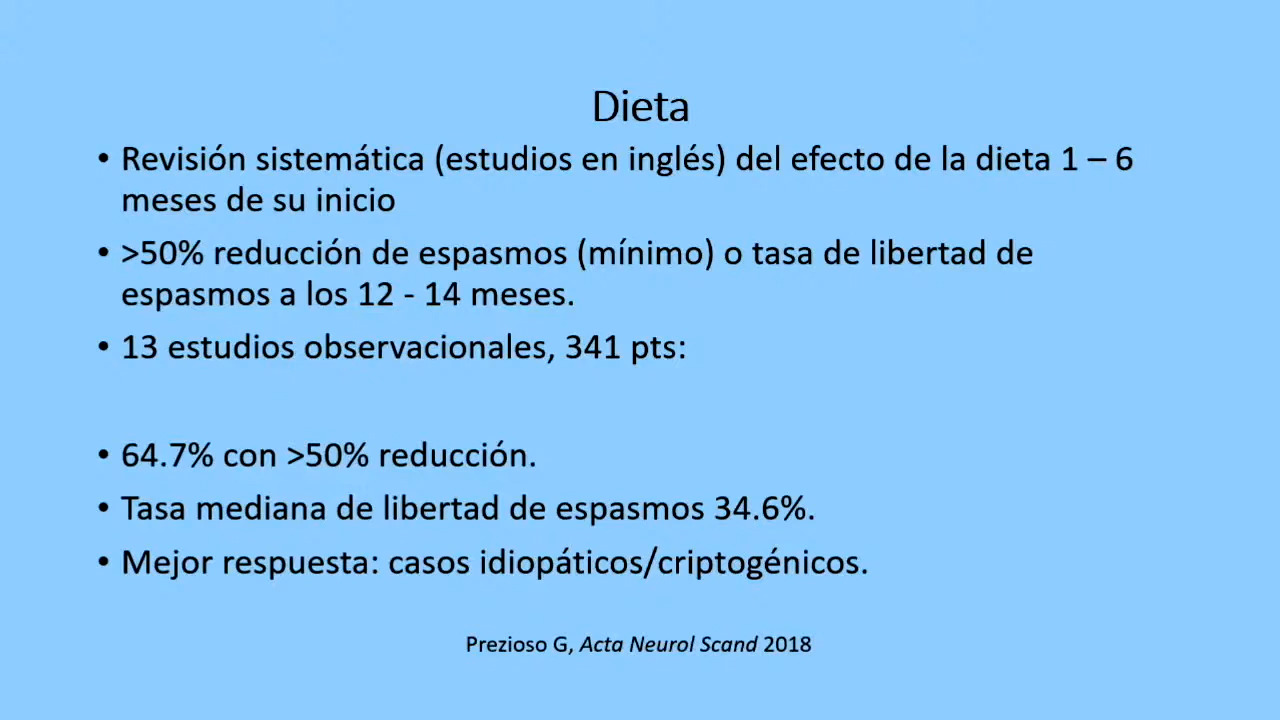 Dieta
• Revisión sistemática (estudios en inglés) del efecto de la dieta 1 – 6
meses de su inicio
• >50% reducción de espasmos (mínimo) o tasa de libertad de
espasmos a los 12 - 14 meses.
• 13 estudios observacionales, 341 pts:
• 64.7% con >50% reducción.
• Tasa mediana de libertad de espasmos 34.6%.
• Mejor respuesta: casos idiopáticos/criptogénicos.
Prezioso G, Acta Neurol Scand 2018